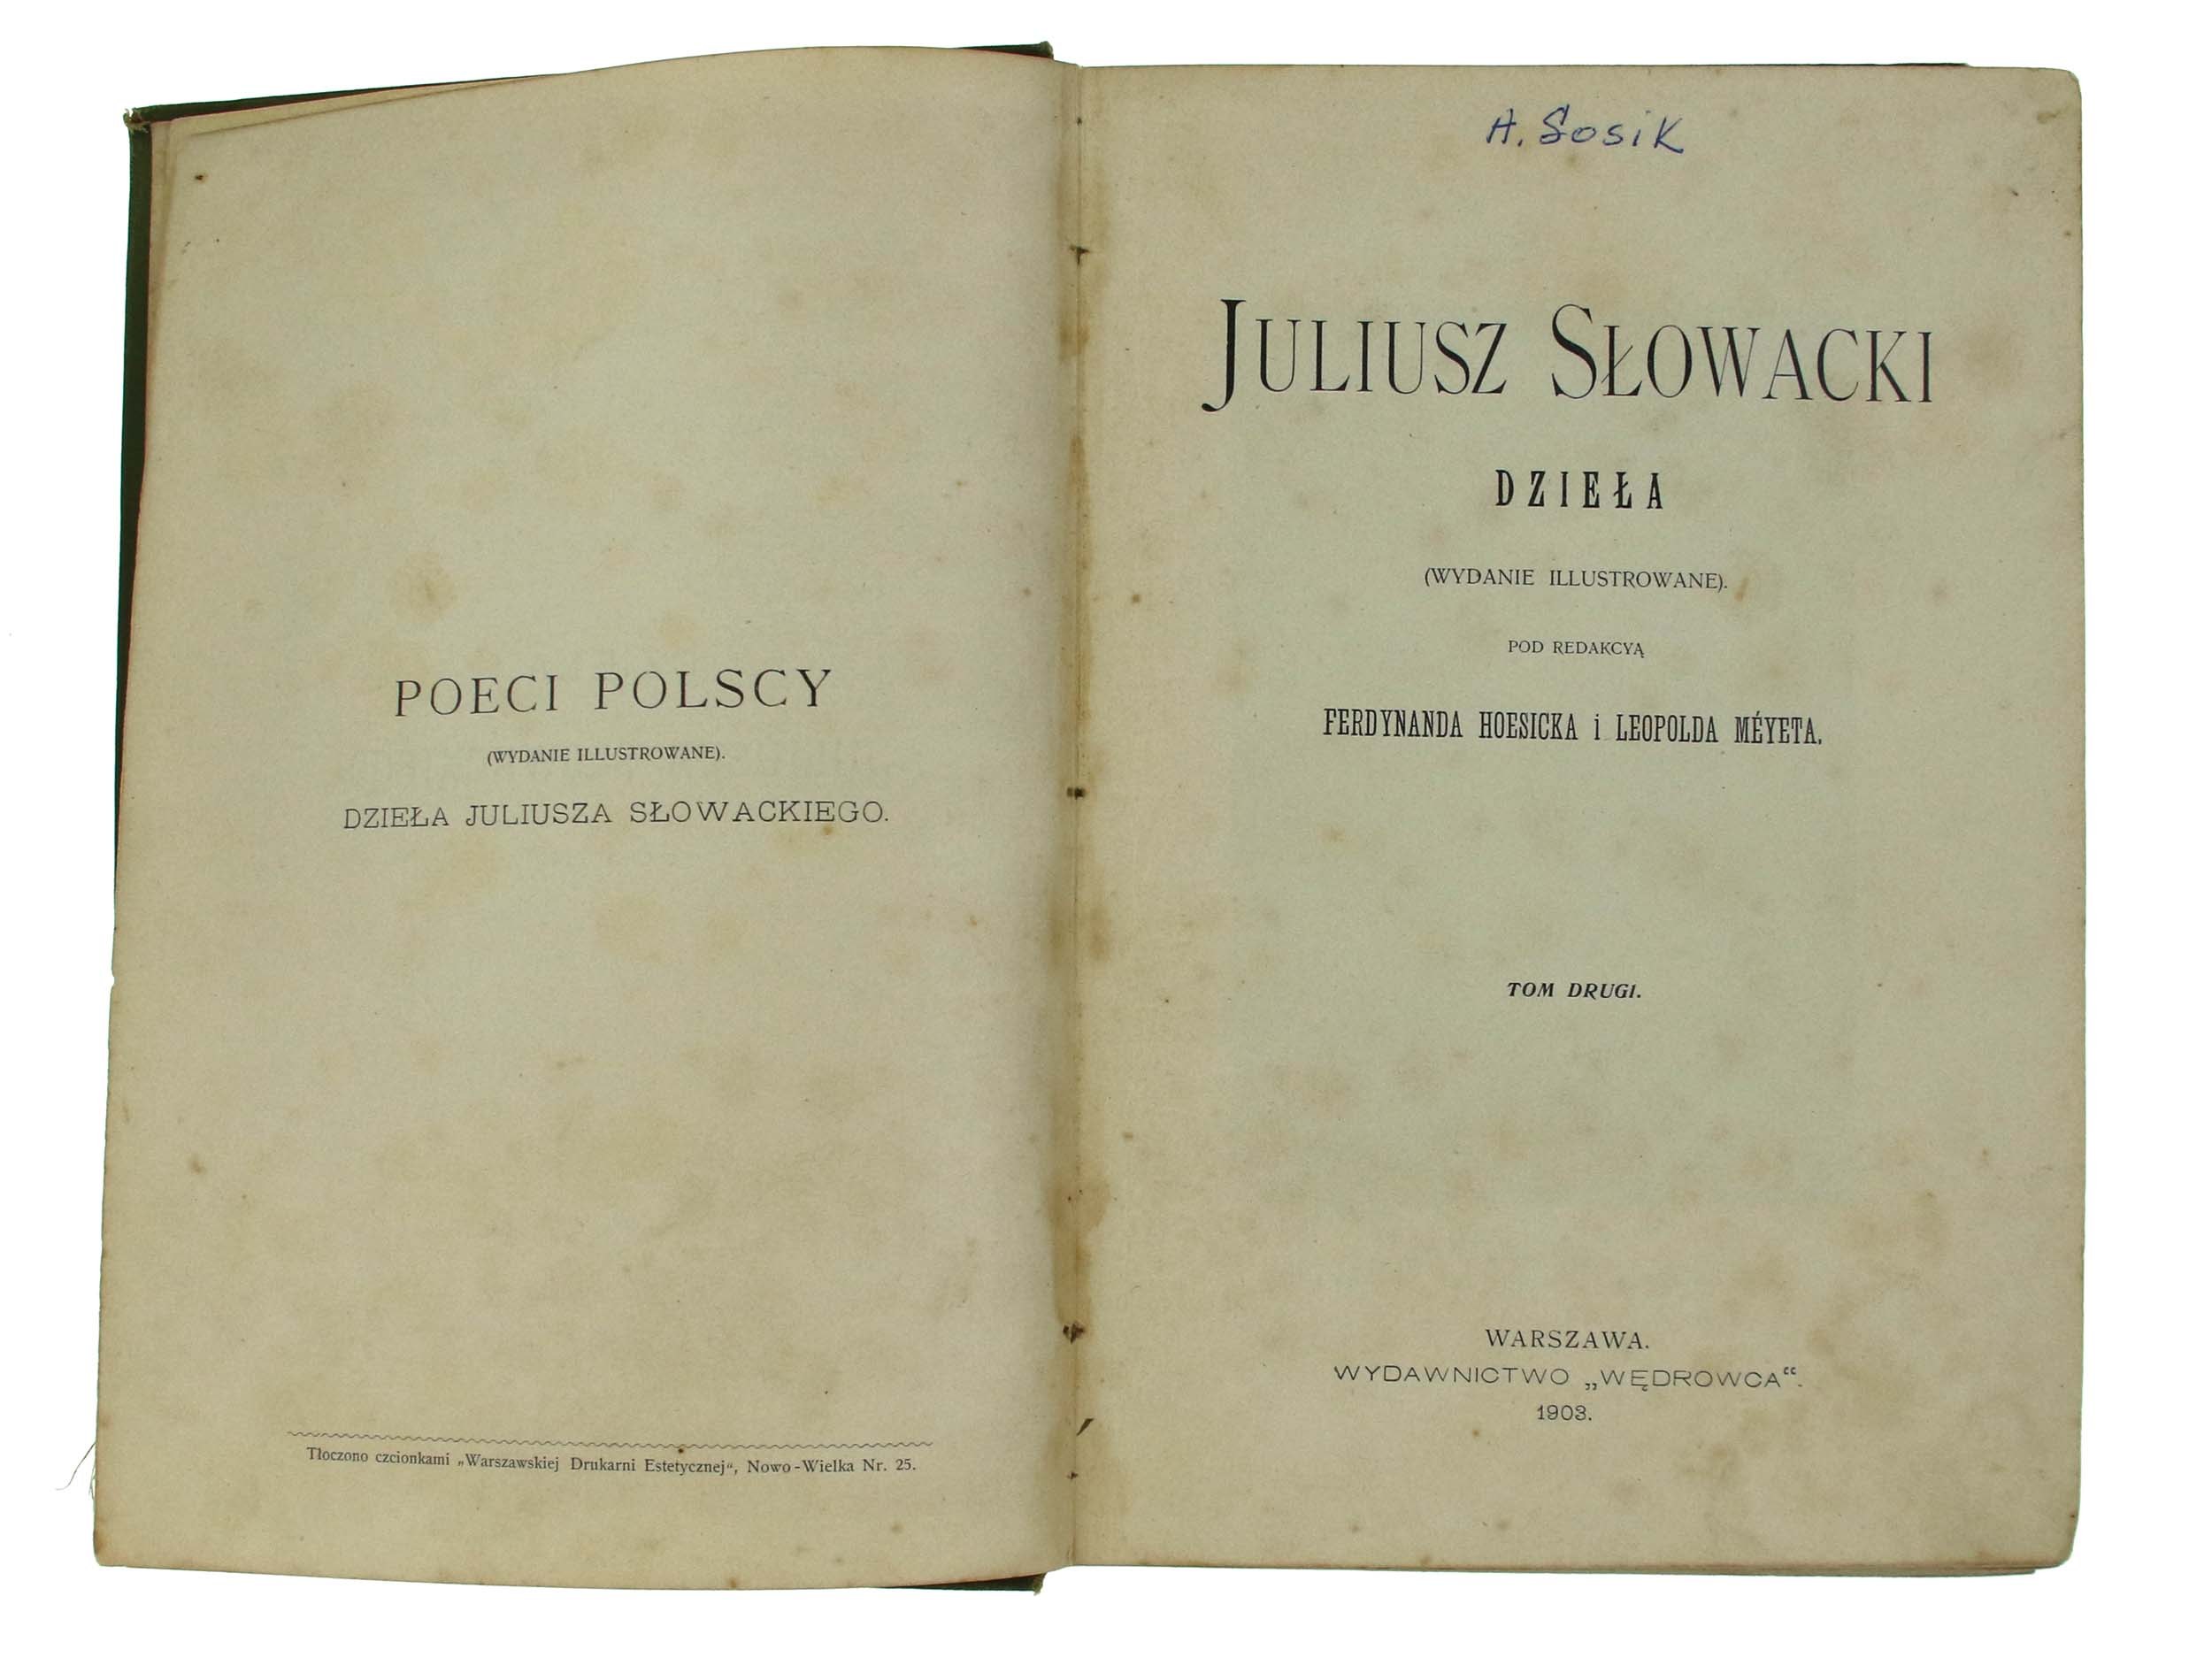 POECI POLSCY
(WYDANIE ILLUSTROWANE).
DZIEŁA JULIUSZA SŁOWACKIEGO.
Tłoczono czcionkami „Warszawskiej Drukarni Estetycznej“, Nowo-Wielka Nr. 25.
A. Sosik
JULIUSZ SŁOWACKI
DZIEŁA
(WYDANIE ILLUSTROWANE).
POD REDAKCYĄ
FERDYNANDA HOESICKA i LEOPOLDA MÉYETA.
TOM DRUGI.
WARSZAWA.
WYDAWNICTWO „WĘDROWCA“.
1903.